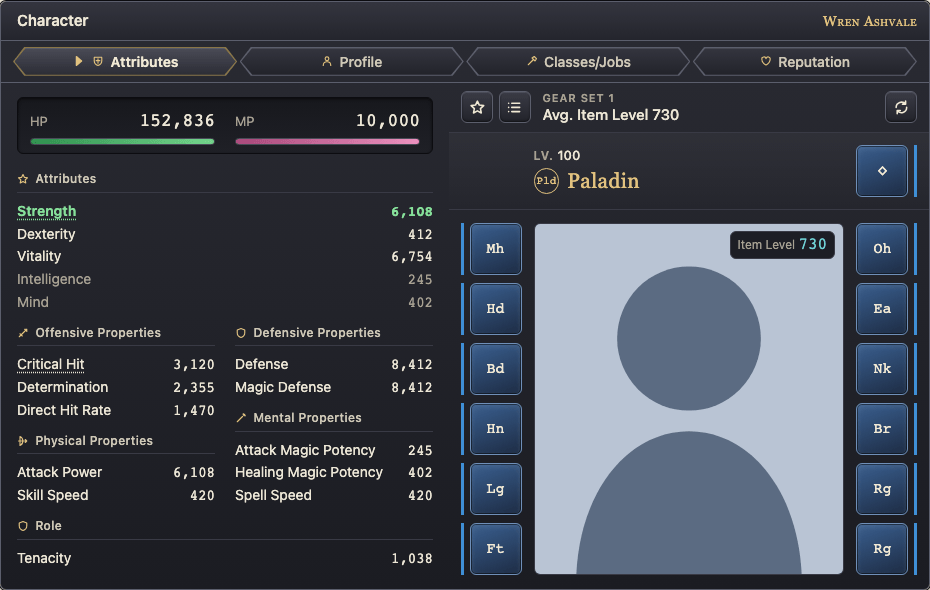 Character
Wren Ashvale
Attributes
Profile
Classes/Jobs
Reputation
HP 152,836
MP 10,000
Attributes
Strength 6,108
Dexterity 412
Vitality 6,754
Intelligence 245
Mind 402
Offensive Properties
Critical Hit 3,120
Determination 2,355
Direct Hit Rate 1,470
Physical Properties
Attack Power 6,108
Skill Speed 420
Defensive Properties
Defense 8,412
Magic Defense 8,412
Mental Properties
Attack Magic Potency 245
Healing Magic Potency 402
Spell Speed 420
Role
Tenacity 1,038
GEAR SET 1
Avg. Item Level 730
LV. 100
Pld Paladin
Item Level 730
Mh
Hd
Bd
Hn
Lg
Ft
Oh
Ea
Nk
Br
Rg
Rg